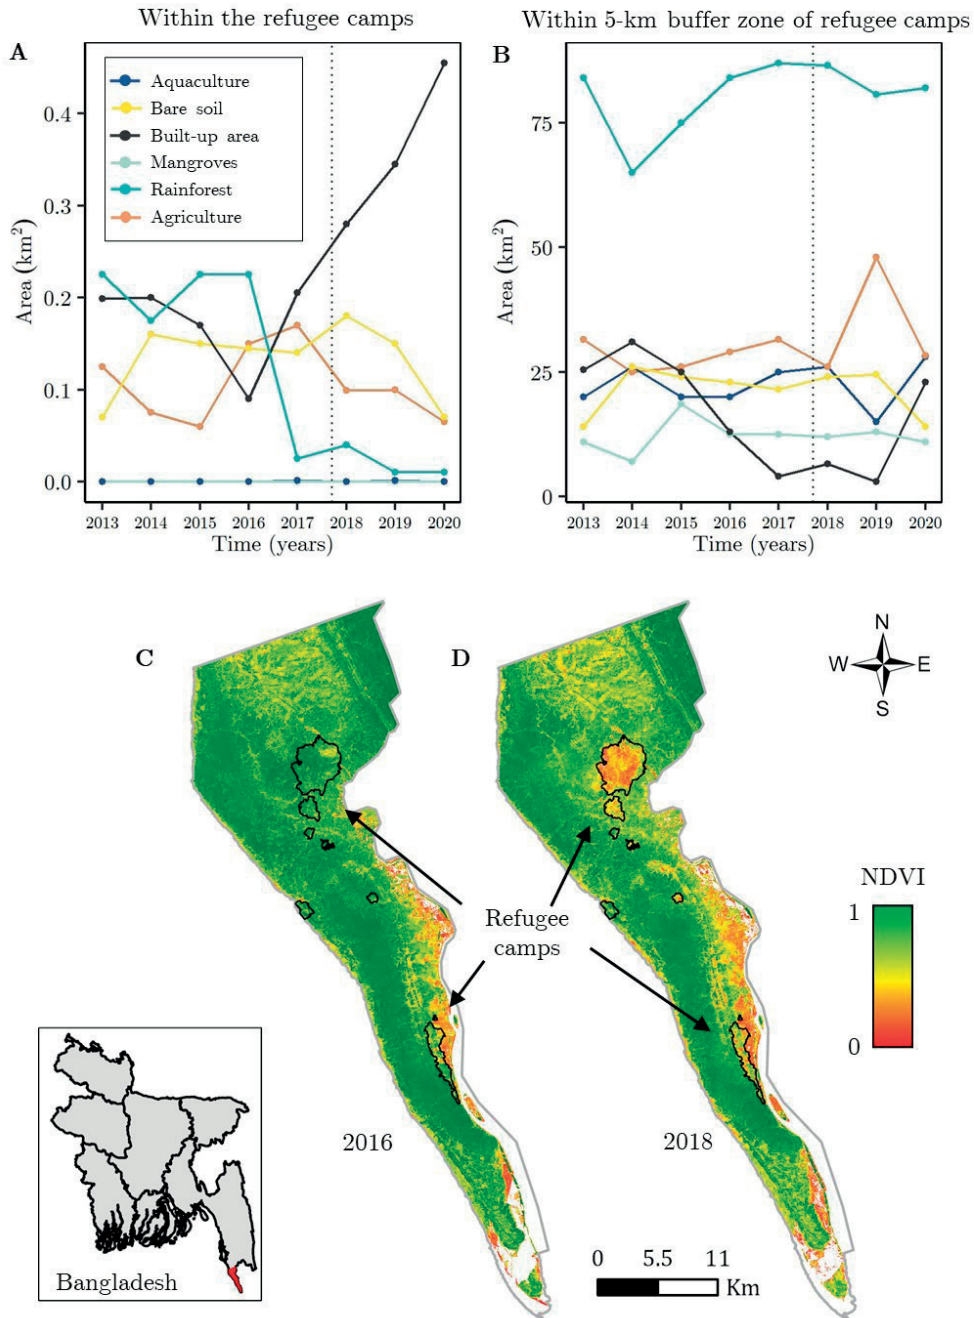 Within the refugee camps
Within 5-km buffer zone of refugee camps
A
Aquaculture
Bare soil
Built-up area
Mangroves
Rainforest
Agriculture
0.4
0.3
0.2
0.1
0.0
Area (km²)
2013 2014 2015 2016 2017 2018 2019 2020
Time (years)
B
75
50
25
0
Area (km²)
2013 2014 2015 2016 2017 2018 2019 2020
Time (years)
C
D
N
W E
S
Refugee
camps
NDVI
1
0
2016
2018
0 5.5 11
Km
Bangladesh